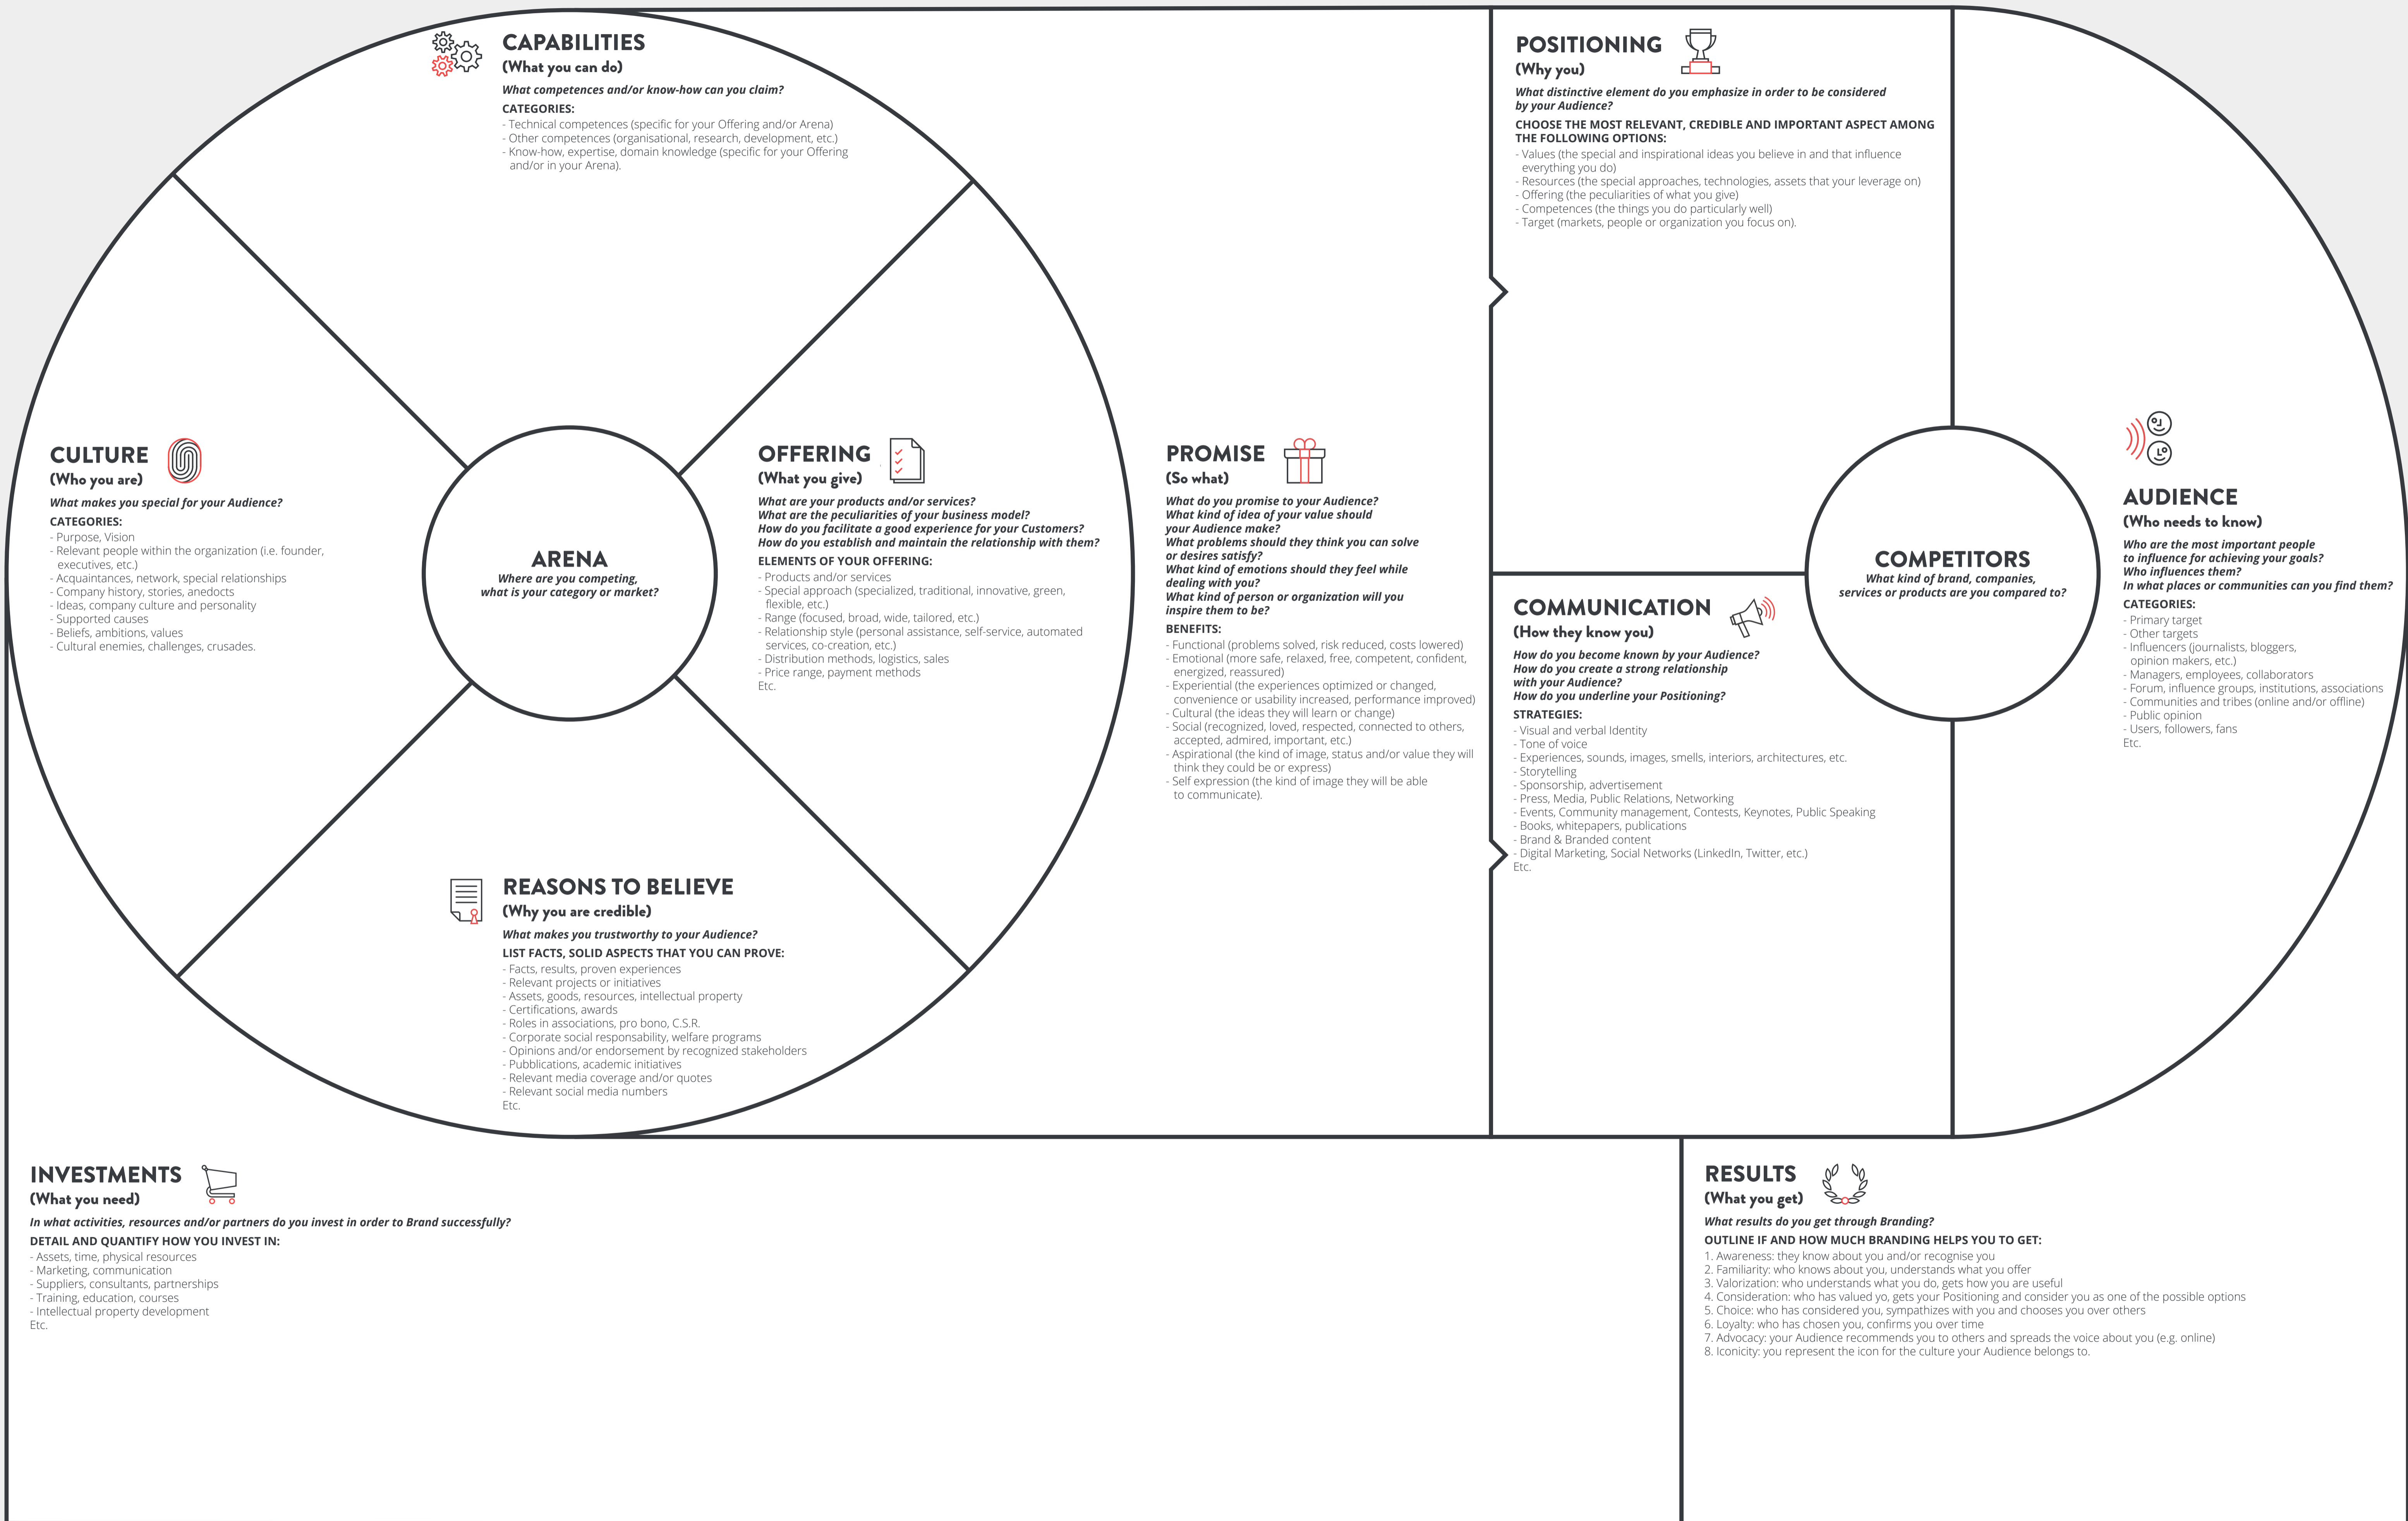 CAPABILITIES
(What you can do)
What competences and/or know-how can you claim?
CATEGORIES:
- Technical competences (specific for your Offering and/or Arena)
- Other competences (organisational, research, development, etc.)
- Know-how, expertise, domain knowledge (specific for your Offering
and/or in your Arena).
CULTURE
(Who you are)
What makes you special for your Audience?
CATEGORIES:
- Purpose, Vision
- Relevant people within the organization (i.e. founder,
executives, etc.)
- Acquaintances, network, special relationships
- Company history, stories, anedocts
- Ideas, company culture and personality
- Supported causes
- Beliefs, ambitions, values
- Cultural enemies, challenges, crusades.
ARENA
Where are you competing,
what is your category or market?
OFFERING
(What you give)
What are your products and/or services?
What are the peculiarities of your business model?
How do you facilitate a good experience for your Customers?
How do you establish and maintain the relationship with them?
ELEMENTS OF YOUR OFFERING:
- Products and/or services
- Special approach (specialized, traditional, innovative, green,
flexible, etc.)
- Range (focused, broad, wide, tailored, etc.)
- Relationship style (personal assistance, self-service, automated
services, co-creation, etc.)
- Distribution methods, logistics, sales
- Price range, payment methods
Etc.
REASONS TO BELIEVE
(Why you are credible)
What makes you trustworthy to your Audience?
LIST FACTS, SOLID ASPECTS THAT YOU CAN PROVE:
- Facts, results, proven experiences
- Relevant projects or initiatives
- Assets, goods, resources, intellectual property
- Certifications, awards
- Roles in associations, pro bono, C.S.R.
- Corporate social responsability, welfare programs
- Opinions and/or endorsement by recognized stakeholders
- Pubblications, academic initiatives
- Relevant media coverage and/or quotes
- Relevant social media numbers
Etc.
PROMISE
(So what)
What do you promise to your Audience?
What kind of idea of your value should
your Audience make?
What problems should they think you can solve
or desires satisfy?
What kind of emotions should they feel while
dealing with you?
What kind of person or organization will you
inspire them to be?
BENEFITS:
- Functional (problems solved, risk reduced, costs lowered)
- Emotional (more safe, relaxed, free, competent, confident,
energized, reassured)
- Experiential (the experiences optimized or changed,
convenience or usability increased, performance improved)
- Cultural (the ideas they will learn or change)
- Social (recognized, loved, respected, connected to others,
accepted, admired, important, etc.)
- Aspirational (the kind of image, status and/or value they will
think they could be or express)
- Self expression (the kind of image they will be able
to communicate).
POSITIONING
(Why you)
What distinctive element do you emphasize in order to be considered
by your Audience?
CHOOSE THE MOST RELEVANT, CREDIBLE AND IMPORTANT ASPECT AMONG
THE FOLLOWING OPTIONS:
- Values (the special and inspirational ideas you believe in and that influence
everything you do)
- Resources (the special approaches, technologies, assets that your leverage on)
- Offering (the peculiarities of what you give)
- Competences (the things you do particularly well)
- Target (markets, people or organization you focus on).
COMMUNICATION
(How they know you)
How do you become known by your Audience?
How do you create a strong relationship
with your Audience?
How do you underline your Positioning?
STRATEGIES:
- Visual and verbal Identity
- Tone of voice
- Experiences, sounds, images, smells, interiors, architectures, etc.
- Storytelling
- Sponsorship, advertisement
- Press, Media, Public Relations, Networking
- Events, Community management, Contests, Keynotes, Public Speaking
- Books, whitepapers, publications
- Brand & Branded content
- Digital Marketing, Social Networks (LinkedIn, Twitter, etc.)
Etc.
COMPETITORS
What kind of brand, companies,
services or products are you compared to?
AUDIENCE
(Who needs to know)
Who are the most important people
to influence for achieving your goals?
Who influences them?
In what places or communities can you find them?
CATEGORIES:
- Primary target
- Other targets
- Influencers (journalists, bloggers,
opinion makers, etc.)
- Managers, employees, collaborators
- Forum, influence groups, institutions, associations
- Communities and tribes (online and/or offline)
- Public opinion
- Users, followers, fans
Etc.
INVESTMENTS
(What you need)
In what activities, resources and/or partners do you invest in order to Brand successfully?
DETAIL AND QUANTIFY HOW YOU INVEST IN:
- Assets, time, physical resources
- Marketing, communication
- Suppliers, consultants, partnerships
- Training, education, courses
- Intellectual property development
Etc.
RESULTS
(What you get)
What results do you get through Branding?
OUTLINE IF AND HOW MUCH BRANDING HELPS YOU TO GET:
1. Awareness: they know about you and/or recognise you
2. Familiarity: who knows about you, understands what you offer
3. Valorization: who understands what you do, gets how you are useful
4. Consideration: who has valued yo, gets your Positioning and consider you as one of the possible options
5. Choice: who has considered you, sympathizes with you and chooses you over others
6. Loyalty: who has chosen you, confirms you over time
7. Advocacy: your Audience recommends you to others and spreads the voice about you (e.g. online)
8. Iconicity: you represent the icon for the culture your Audience belongs to.